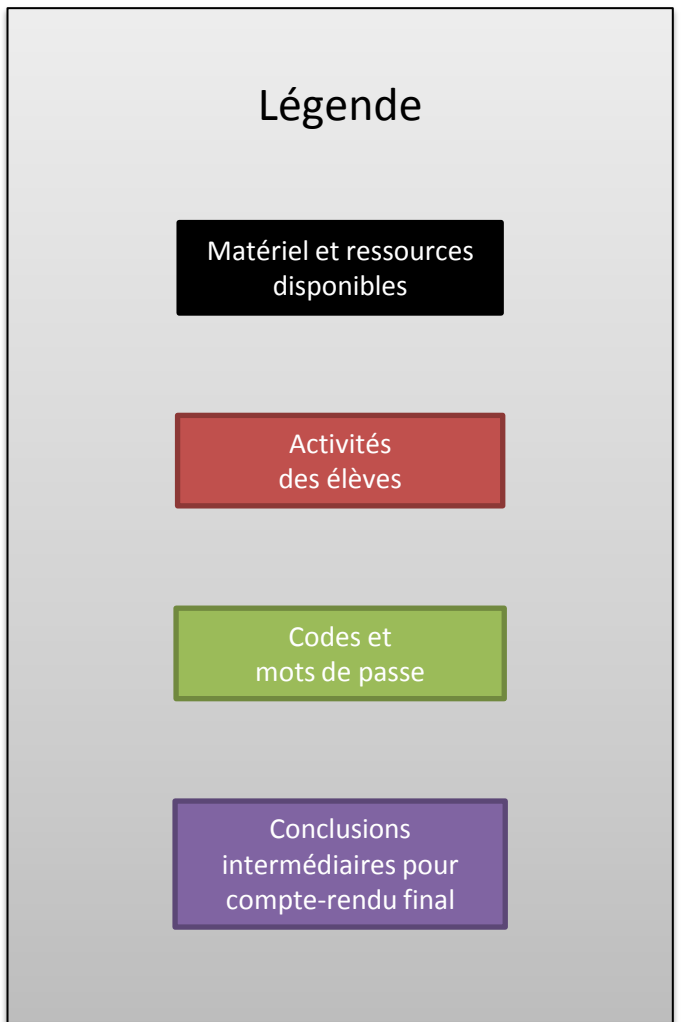 Légende
Matériel et ressources
disponibles
Activités
des élèves
Codes et
mots de passe
Conclusions
intermédiaires pour
compte-rendu final